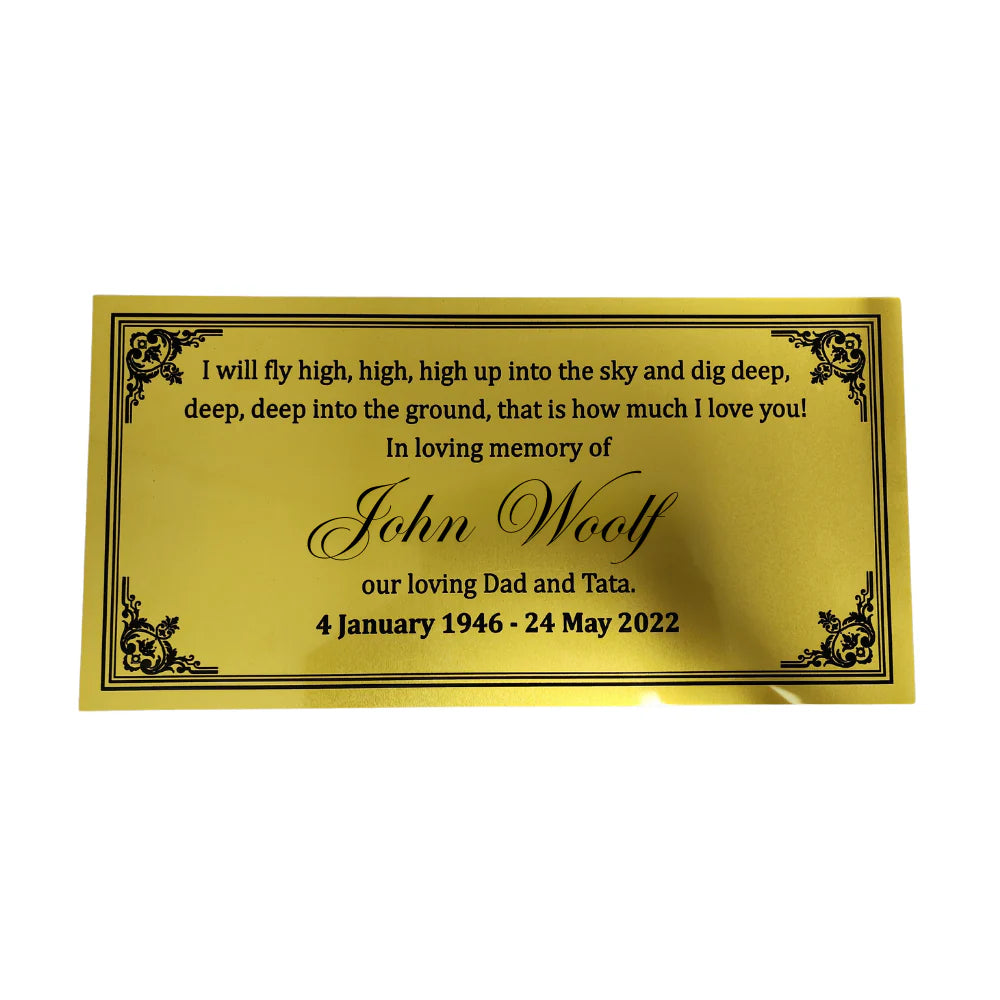 I will fly high, high, high up into the sky and dig deep,
deep, deep into the ground, that is how much I love you!
In loving memory of
John Woolf
our loving Dad and Tata.
4 January 1946 - 24 May 2022